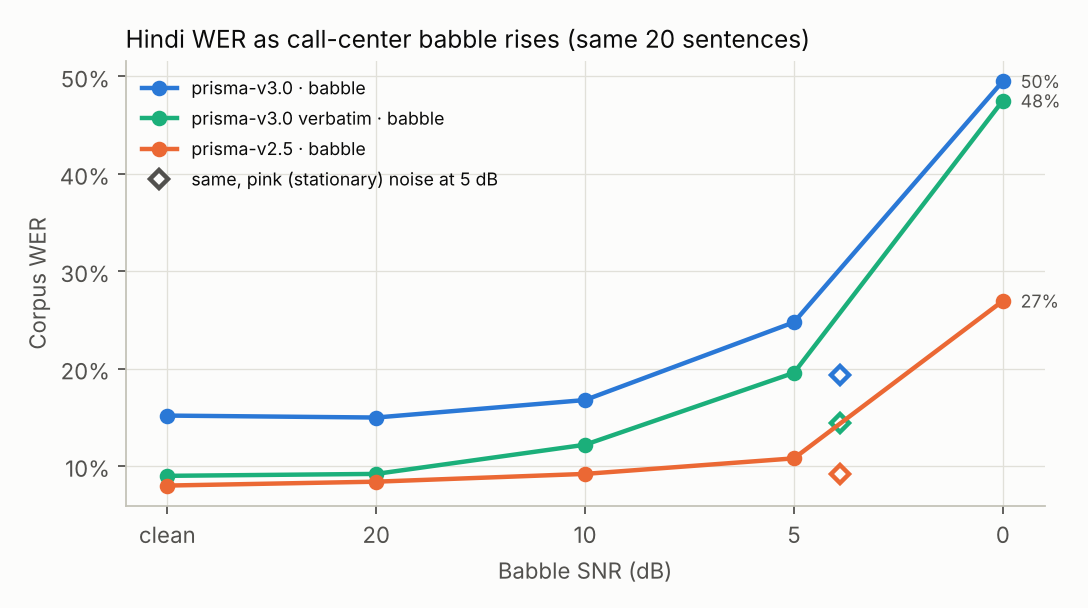 Hindi WER as call-center babble rises (same 20 sentences)
prisma-v3.0 · babble
prisma-v3.0 verbatim · babble
prisma-v2.5 · babble
same, pink (stationary) noise at 5 dB
Corpus WER
50%
40%
30%
20%
10%
50%
48%
27%
clean 20 10 5 0
Babble SNR (dB)